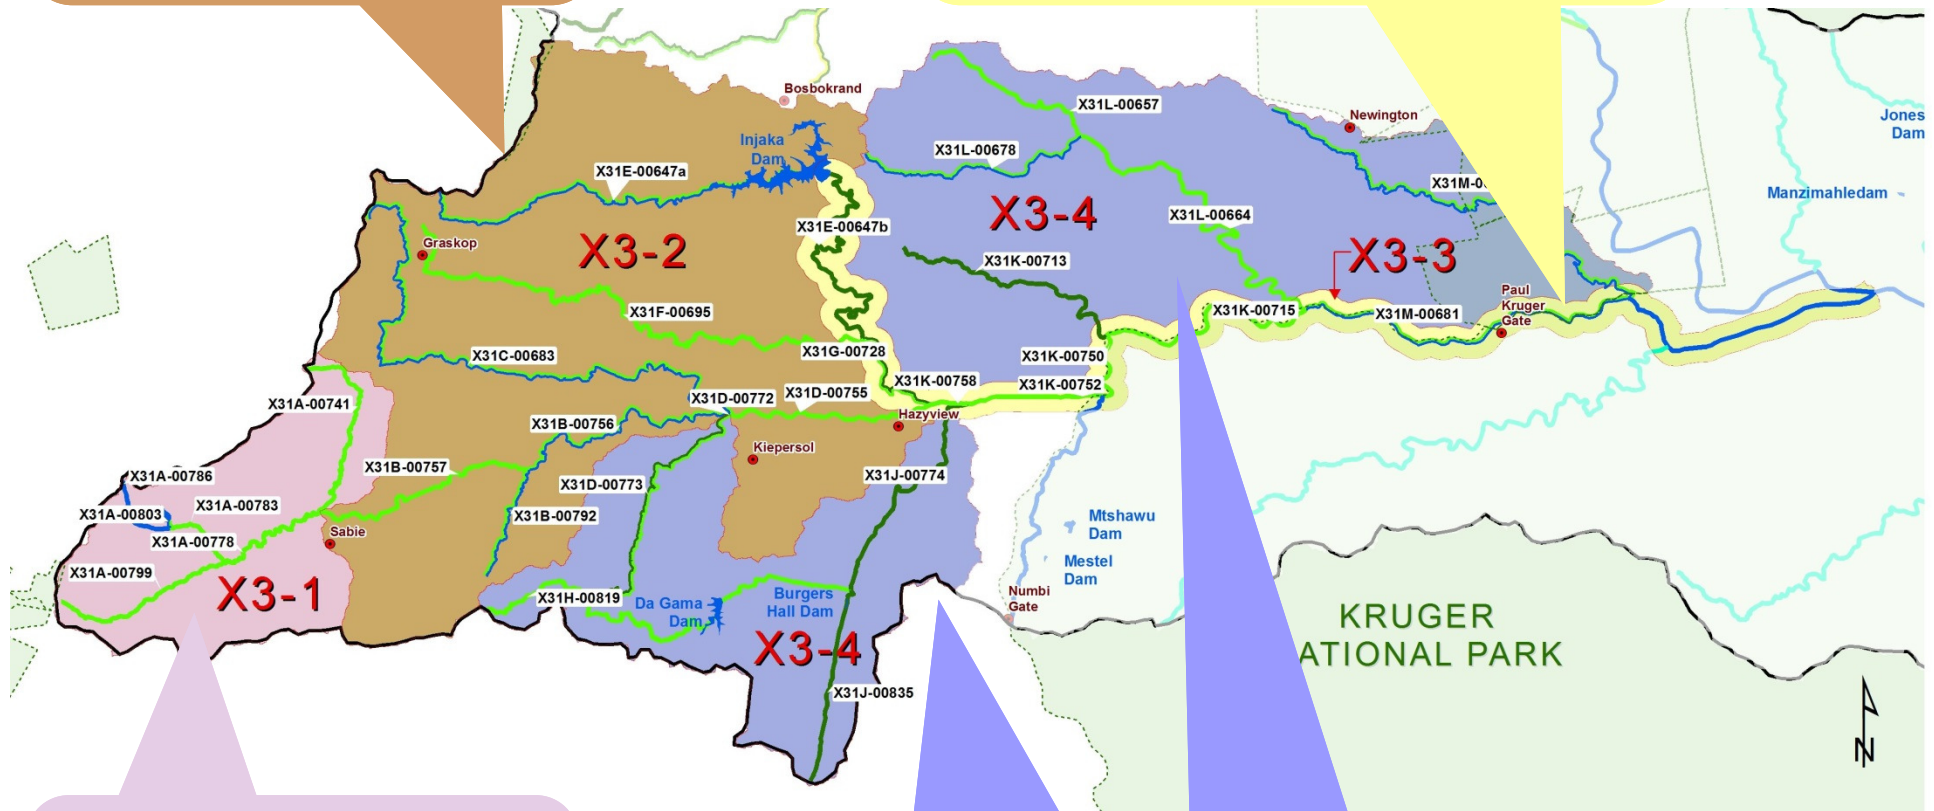 Bosbokrand
X31L-00657
Newington
Jones
Dam
Injaka
Dam
X31L-00678
X31E-00647a
Manzimahledam
X3-4
X31L-00664
X31E-00647b
Graskop
X3-2
X3-3
X31K-00713
Paul
Kruger
Gate
X31F-00695
X31K-00715
X31M-00681
X31G-00728
X31C-00683
X31K-00750
X31K-00758
X31K-00752
X31D-00755
X31D-00772
X31A-00741
Hazyview
X31B-00756
Kiepersol
X31B-00757
X31A-00786
X31J-00774
X31D-00773
X31A-00783
X31A-00803
X31B-00792
Mtshawu
Dam
Sabie
X31A-00778
Mestel
Dam
X31A-00799
X3-1
X31H-00819
Da Gama
Dam
Burgers
Hall Dam
Numbi
Gate
KRUGER
ATIONAL PARK
X3-4
X31J-00835
N